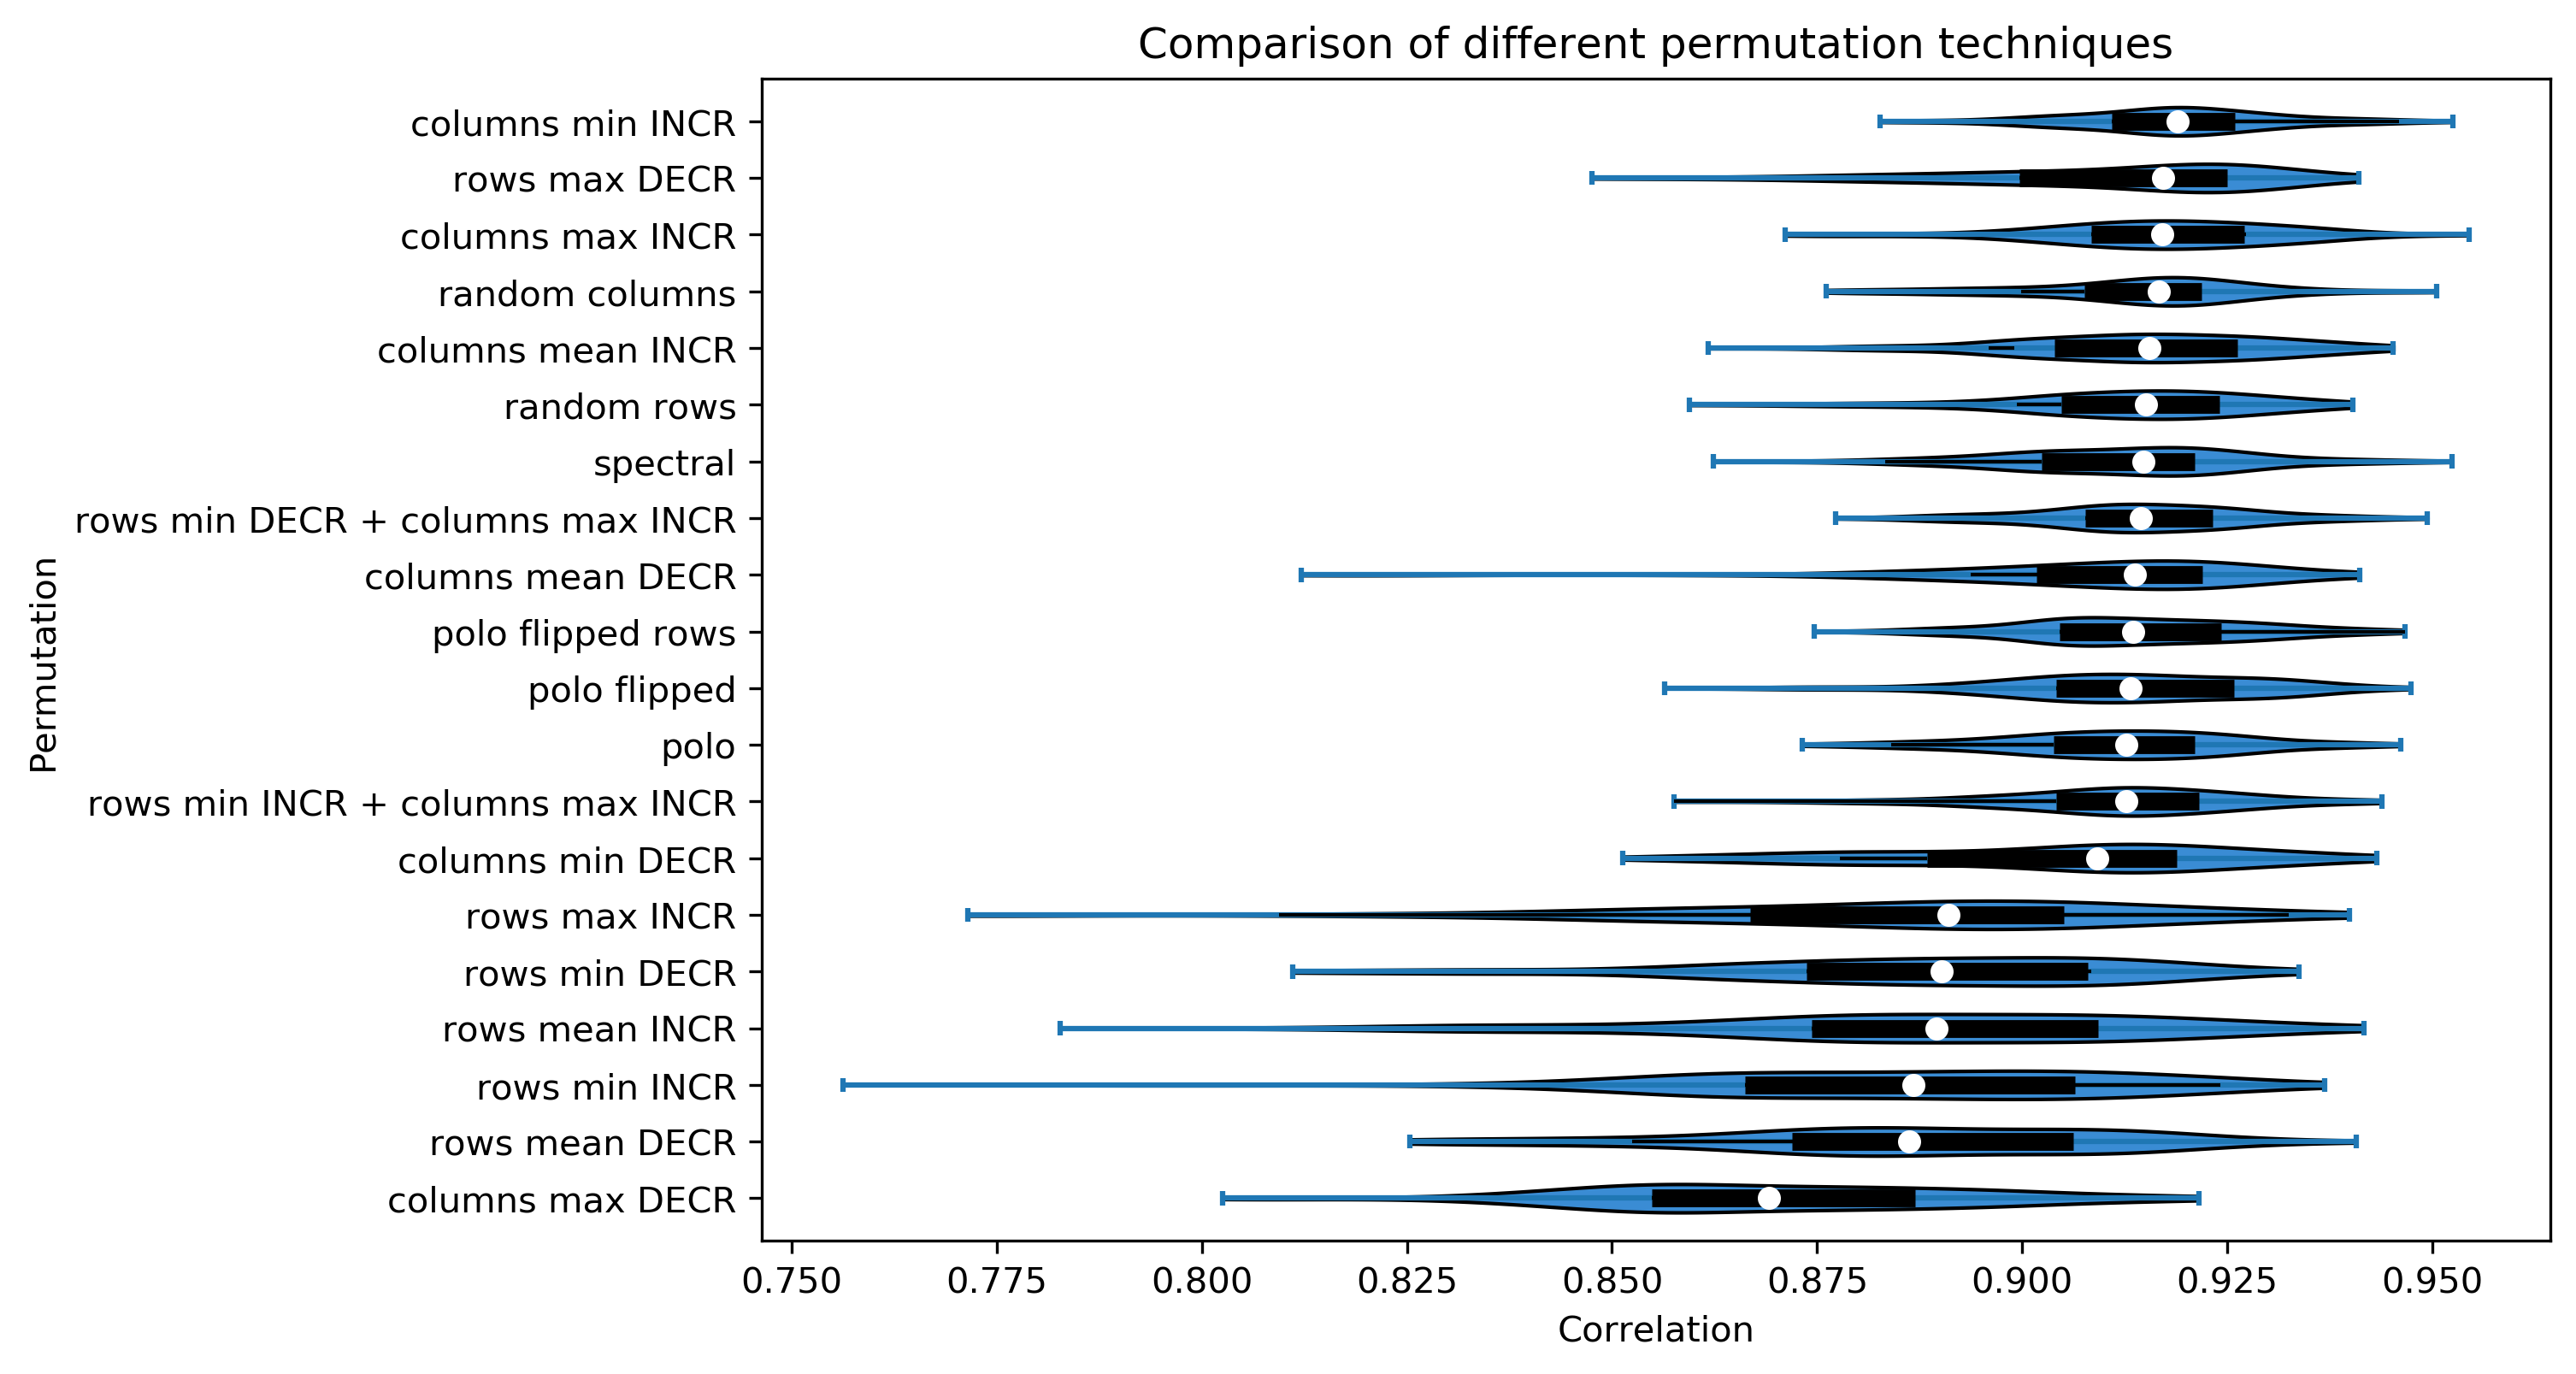 Comparison of different permutation techniques
Permutation
columns min INCR
rows max DECR
columns max INCR
random columns
columns mean INCR
random rows
spectral
rows min DECR + columns max INCR
columns mean DECR
polo flipped rows
polo flipped
polo
rows min INCR + columns max INCR
columns min DECR
rows max INCR
rows min DECR
rows mean INCR
rows min INCR
rows mean DECR
columns max DECR
0.750 0.775 0.800 0.825 0.850 0.875 0.900 0.925 0.950
Correlation